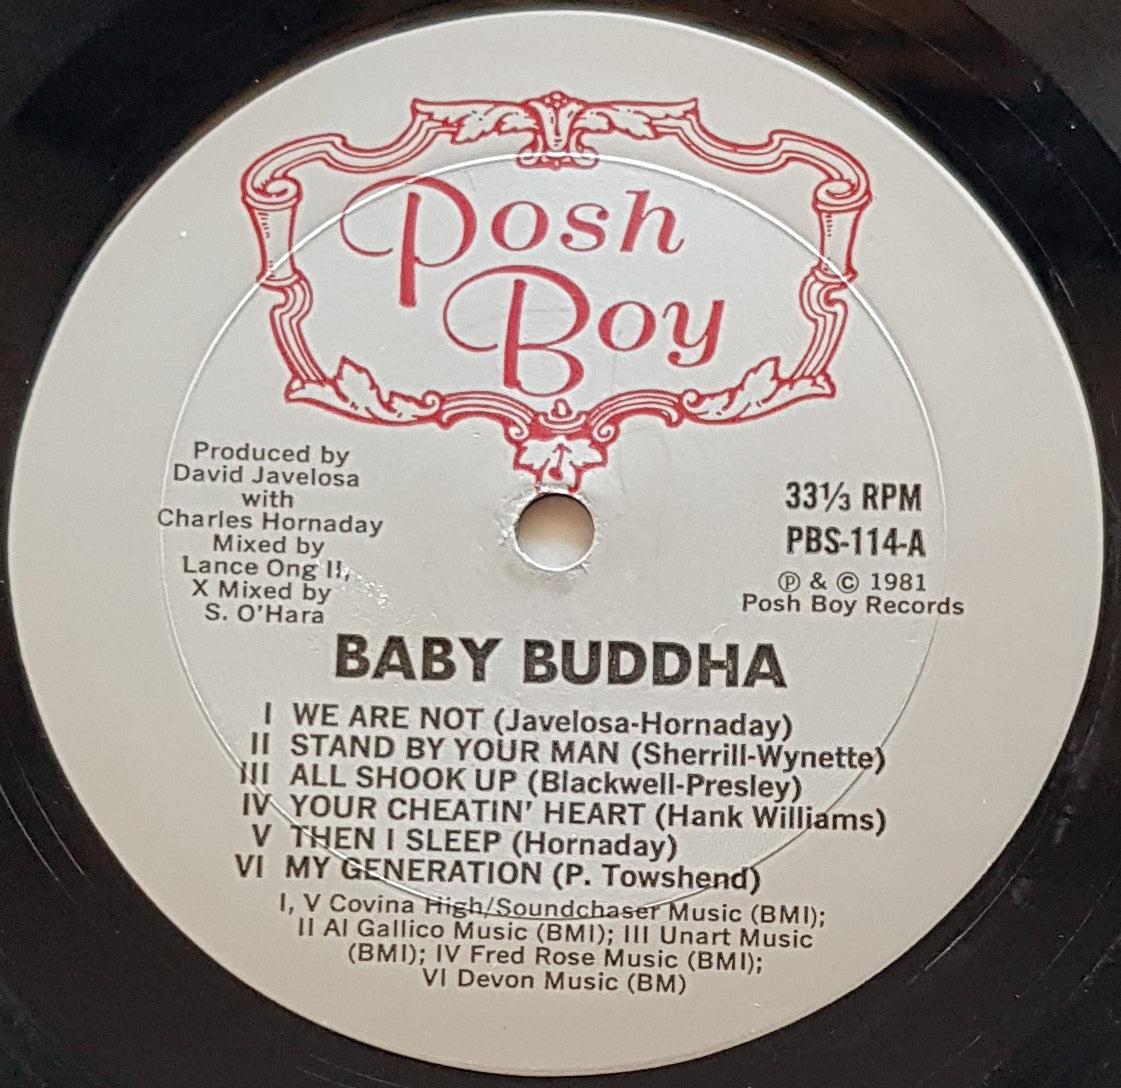 Posh
Boy
Produced by
David Javelosa
with
Charles Hornaday
Mixed by
Lance Ong II,
X Mixed by
S. O'Hara
33⅓ RPM
PBS-114-A
℗ & © 1981
Posh Boy Records
BABY BUDDHA
I WE ARE NOT (Javelosa-Hornaday)
II STAND BY YOUR MAN (Sherrill-Wynette)
III ALL SHOOK UP (Blackwell-Presley)
IV YOUR CHEATIN' HEART (Hank Williams)
V THEN I SLEEP (Hornaday)
VI MY GENERATION (P. Towshend)
I, V Covina High/Soundchaser Music (BMI);
II Al Gallico Music (BMI); III Unart Music
(BMI); IV Fred Rose Music (BMI);
VI Devon Music (BM)